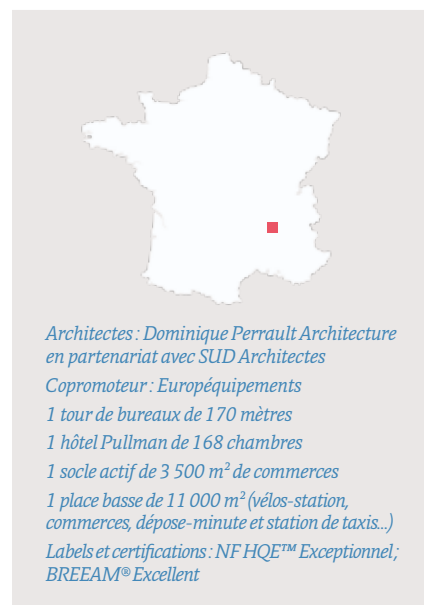 Architectes : Dominique Perrault Architecture
en partenariat avec SUD Architectes
Copromoteur : Européquipements
1 tour de bureaux de 170 mètres
1 hôtel Pullman de 168 chambres
1 socle actif de 3 500 m² de commerces
1 place basse de 11 000 m² (vélos-station,
commerces, dépose-minute et station de taxis...)
Labels et certifications : NF HQE™ Exceptionnel ;
BREEAM® Excellent